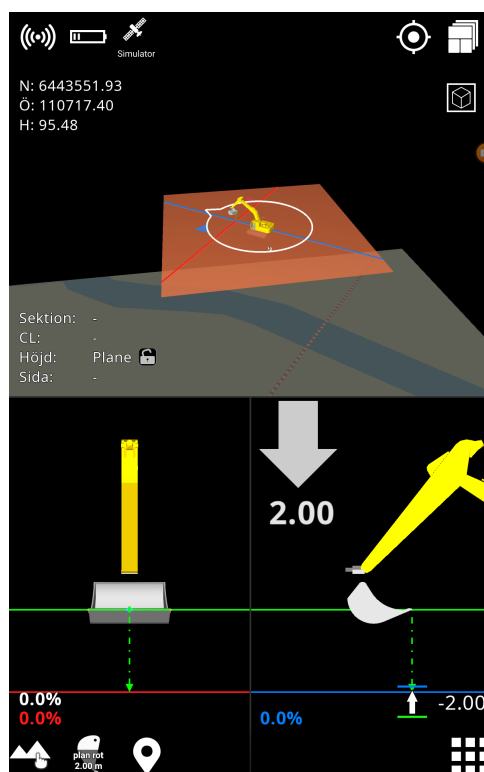 Simulator
N: 6443551.93
Ö: 110717.40
H: 95.48
Sektion: -
CL: -
Höjd: Plane
Sida: -
2.00
0.0%
0.0%
0.0%
-2.00
plan rot
2.00 m